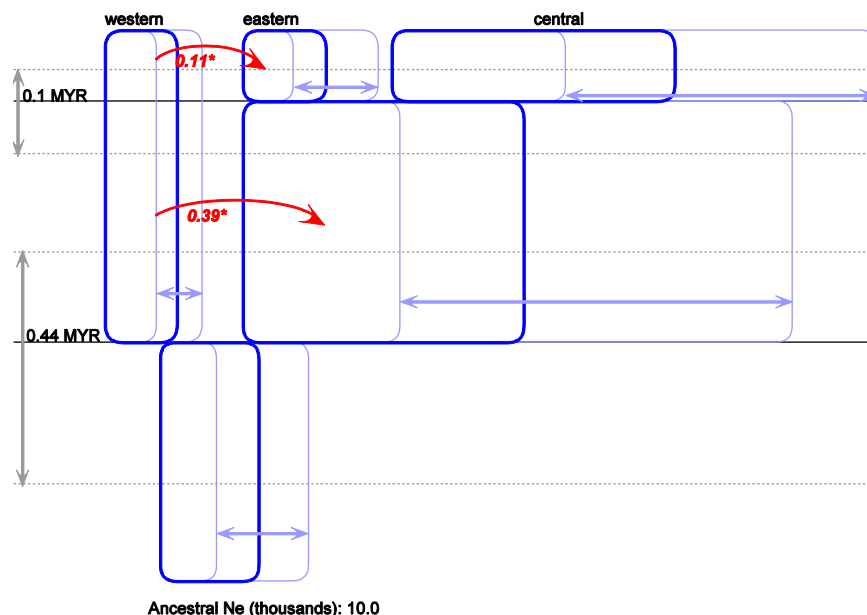 western eastern central
0.11*
0.1 MYR
0.39*
0.44 MYR
Ancestral Ne (thousands): 10.0